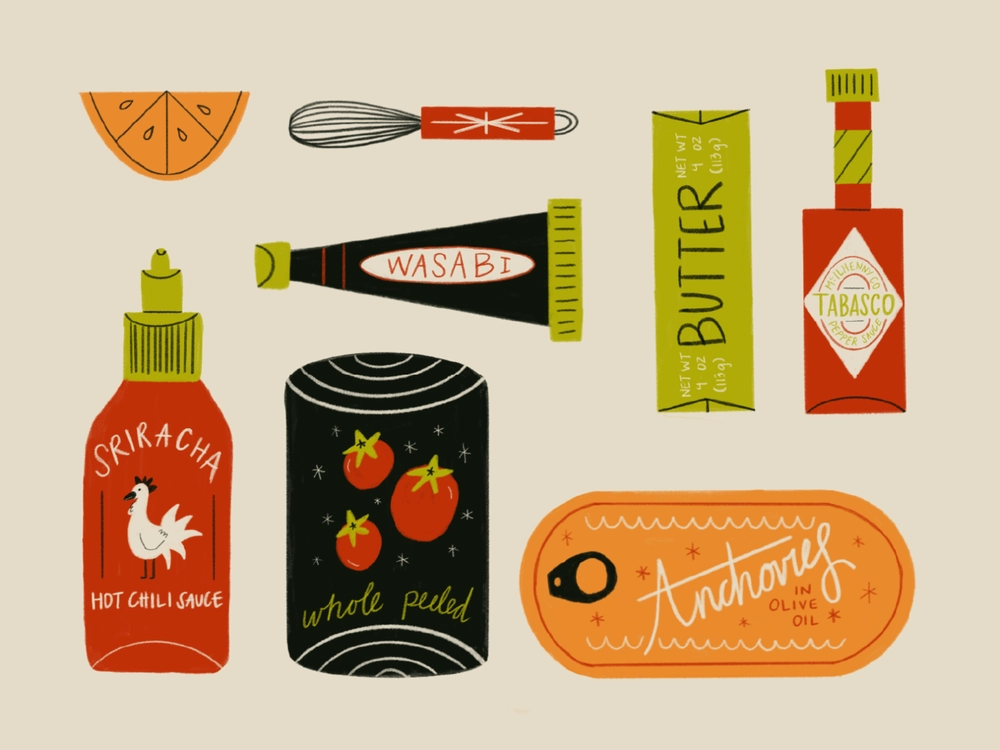 WASABI
NET WT
4 OZ
(113g)
BUTTER
NET WT
4 OZ
(113g)
McILHENNY CO
TABASCO
PEPPER SAUCE
SRIRACHA
HOT CHILI SAUCE
whole peeled
Anchovies
IN
OLIVE
OIL